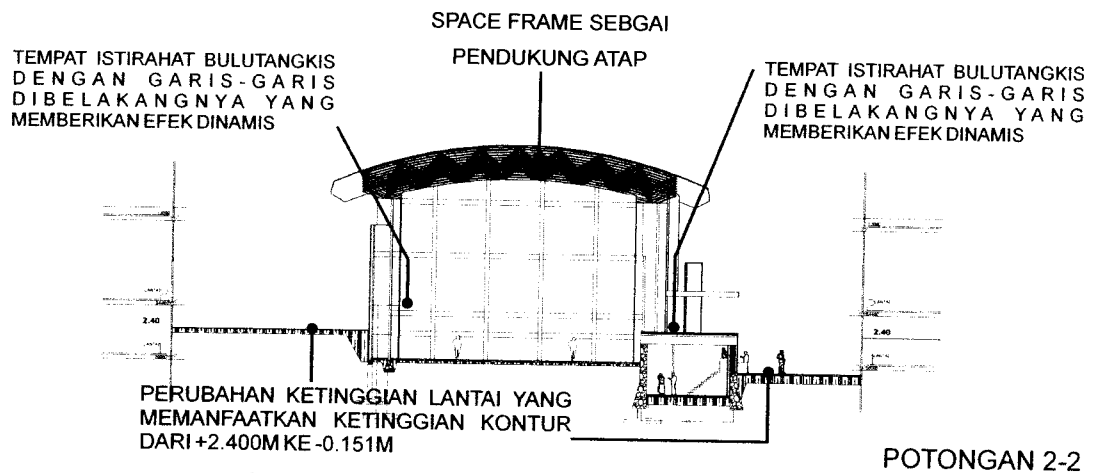 SPACE FRAME SEBGAI
PENDUKUNG ATAP
TEMPAT ISTIRAHAT BULUTANGKIS
DENGAN GARIS-GARIS
DIBELAKANGNYA YANG
MEMBERIKAN EFEK DINAMIS
TEMPAT ISTIRAHAT BULUTANGKIS
DENGAN GARIS-GARIS
DIBELAKANGNYA YANG
MEMBERIKAN EFEK DINAMIS
2.40
2.40
PERUBAHAN KETINGGIAN LANTAI YANG
MEMANFAATKAN KETINGGIAN KONTUR
DARI +2.400M KE -0.151M
POTONGAN 2-2